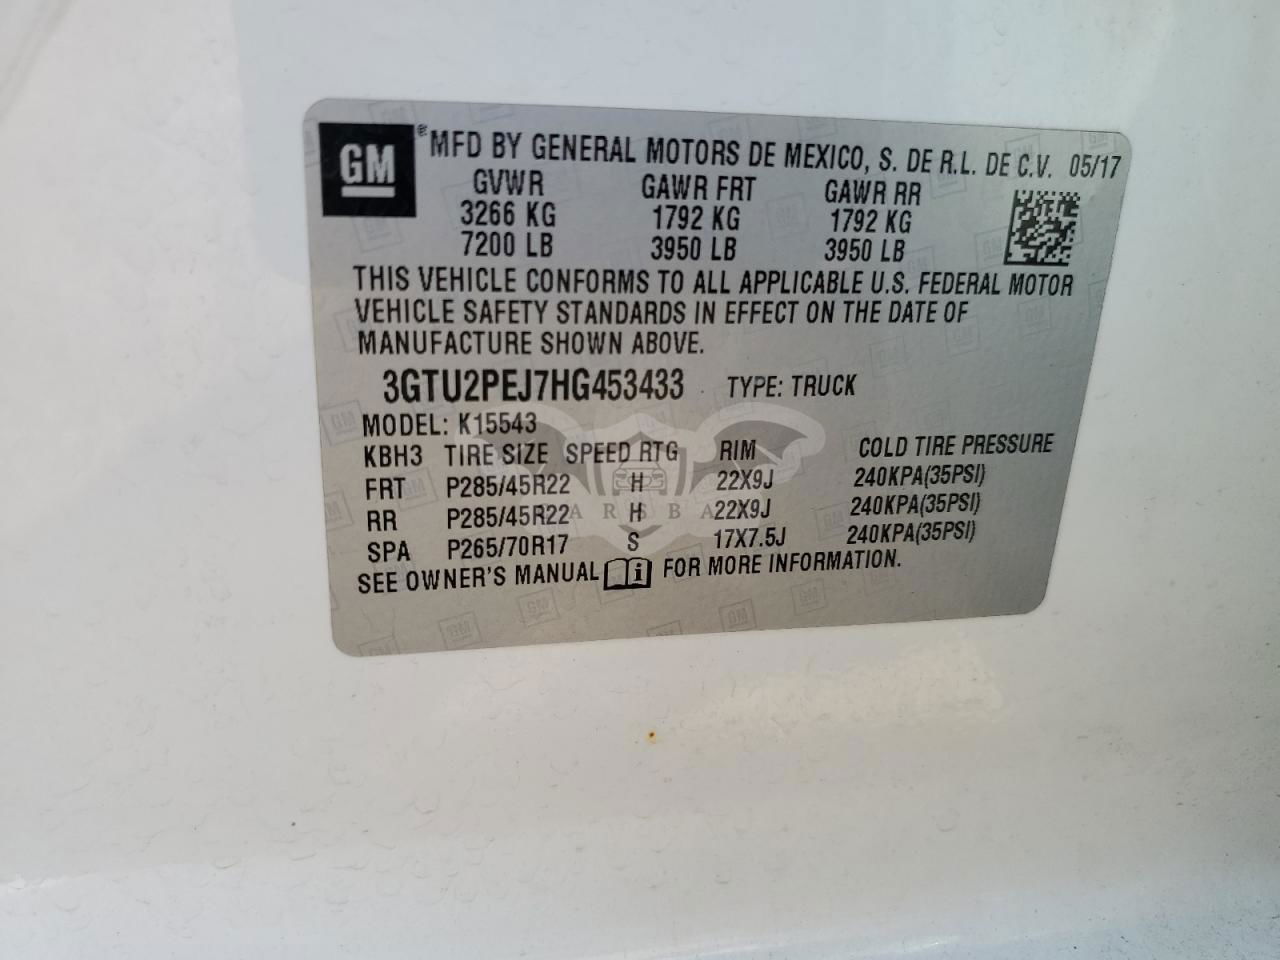 GM ® MFD BY GENERAL MOTORS DE MEXICO, S. DE R.L. DE C.V. 05/17
GVWR GAWR FRT GAWR RR
3266 KG 1792 KG 1792 KG
7200 LB 3950 LB 3950 LB
THIS VEHICLE CONFORMS TO ALL APPLICABLE U.S. FEDERAL MOTOR
VEHICLE SAFETY STANDARDS IN EFFECT ON THE DATE OF
MANUFACTURE SHOWN ABOVE.
3GTU2PEJ7HG453433 TYPE: TRUCK
MODEL: K15543
KBH3 TIRE SIZE SPEED RTG RIM COLD TIRE PRESSURE
FRT P285/45R22 H 22X9J 240KPA(35PSI)
RR P285/45R22 H 22X9J 240KPA(35PSI)
SPA P265/70R17 S 17X7.5J 240KPA(35PSI)
SEE OWNER'S MANUAL i FOR MORE INFORMATION.